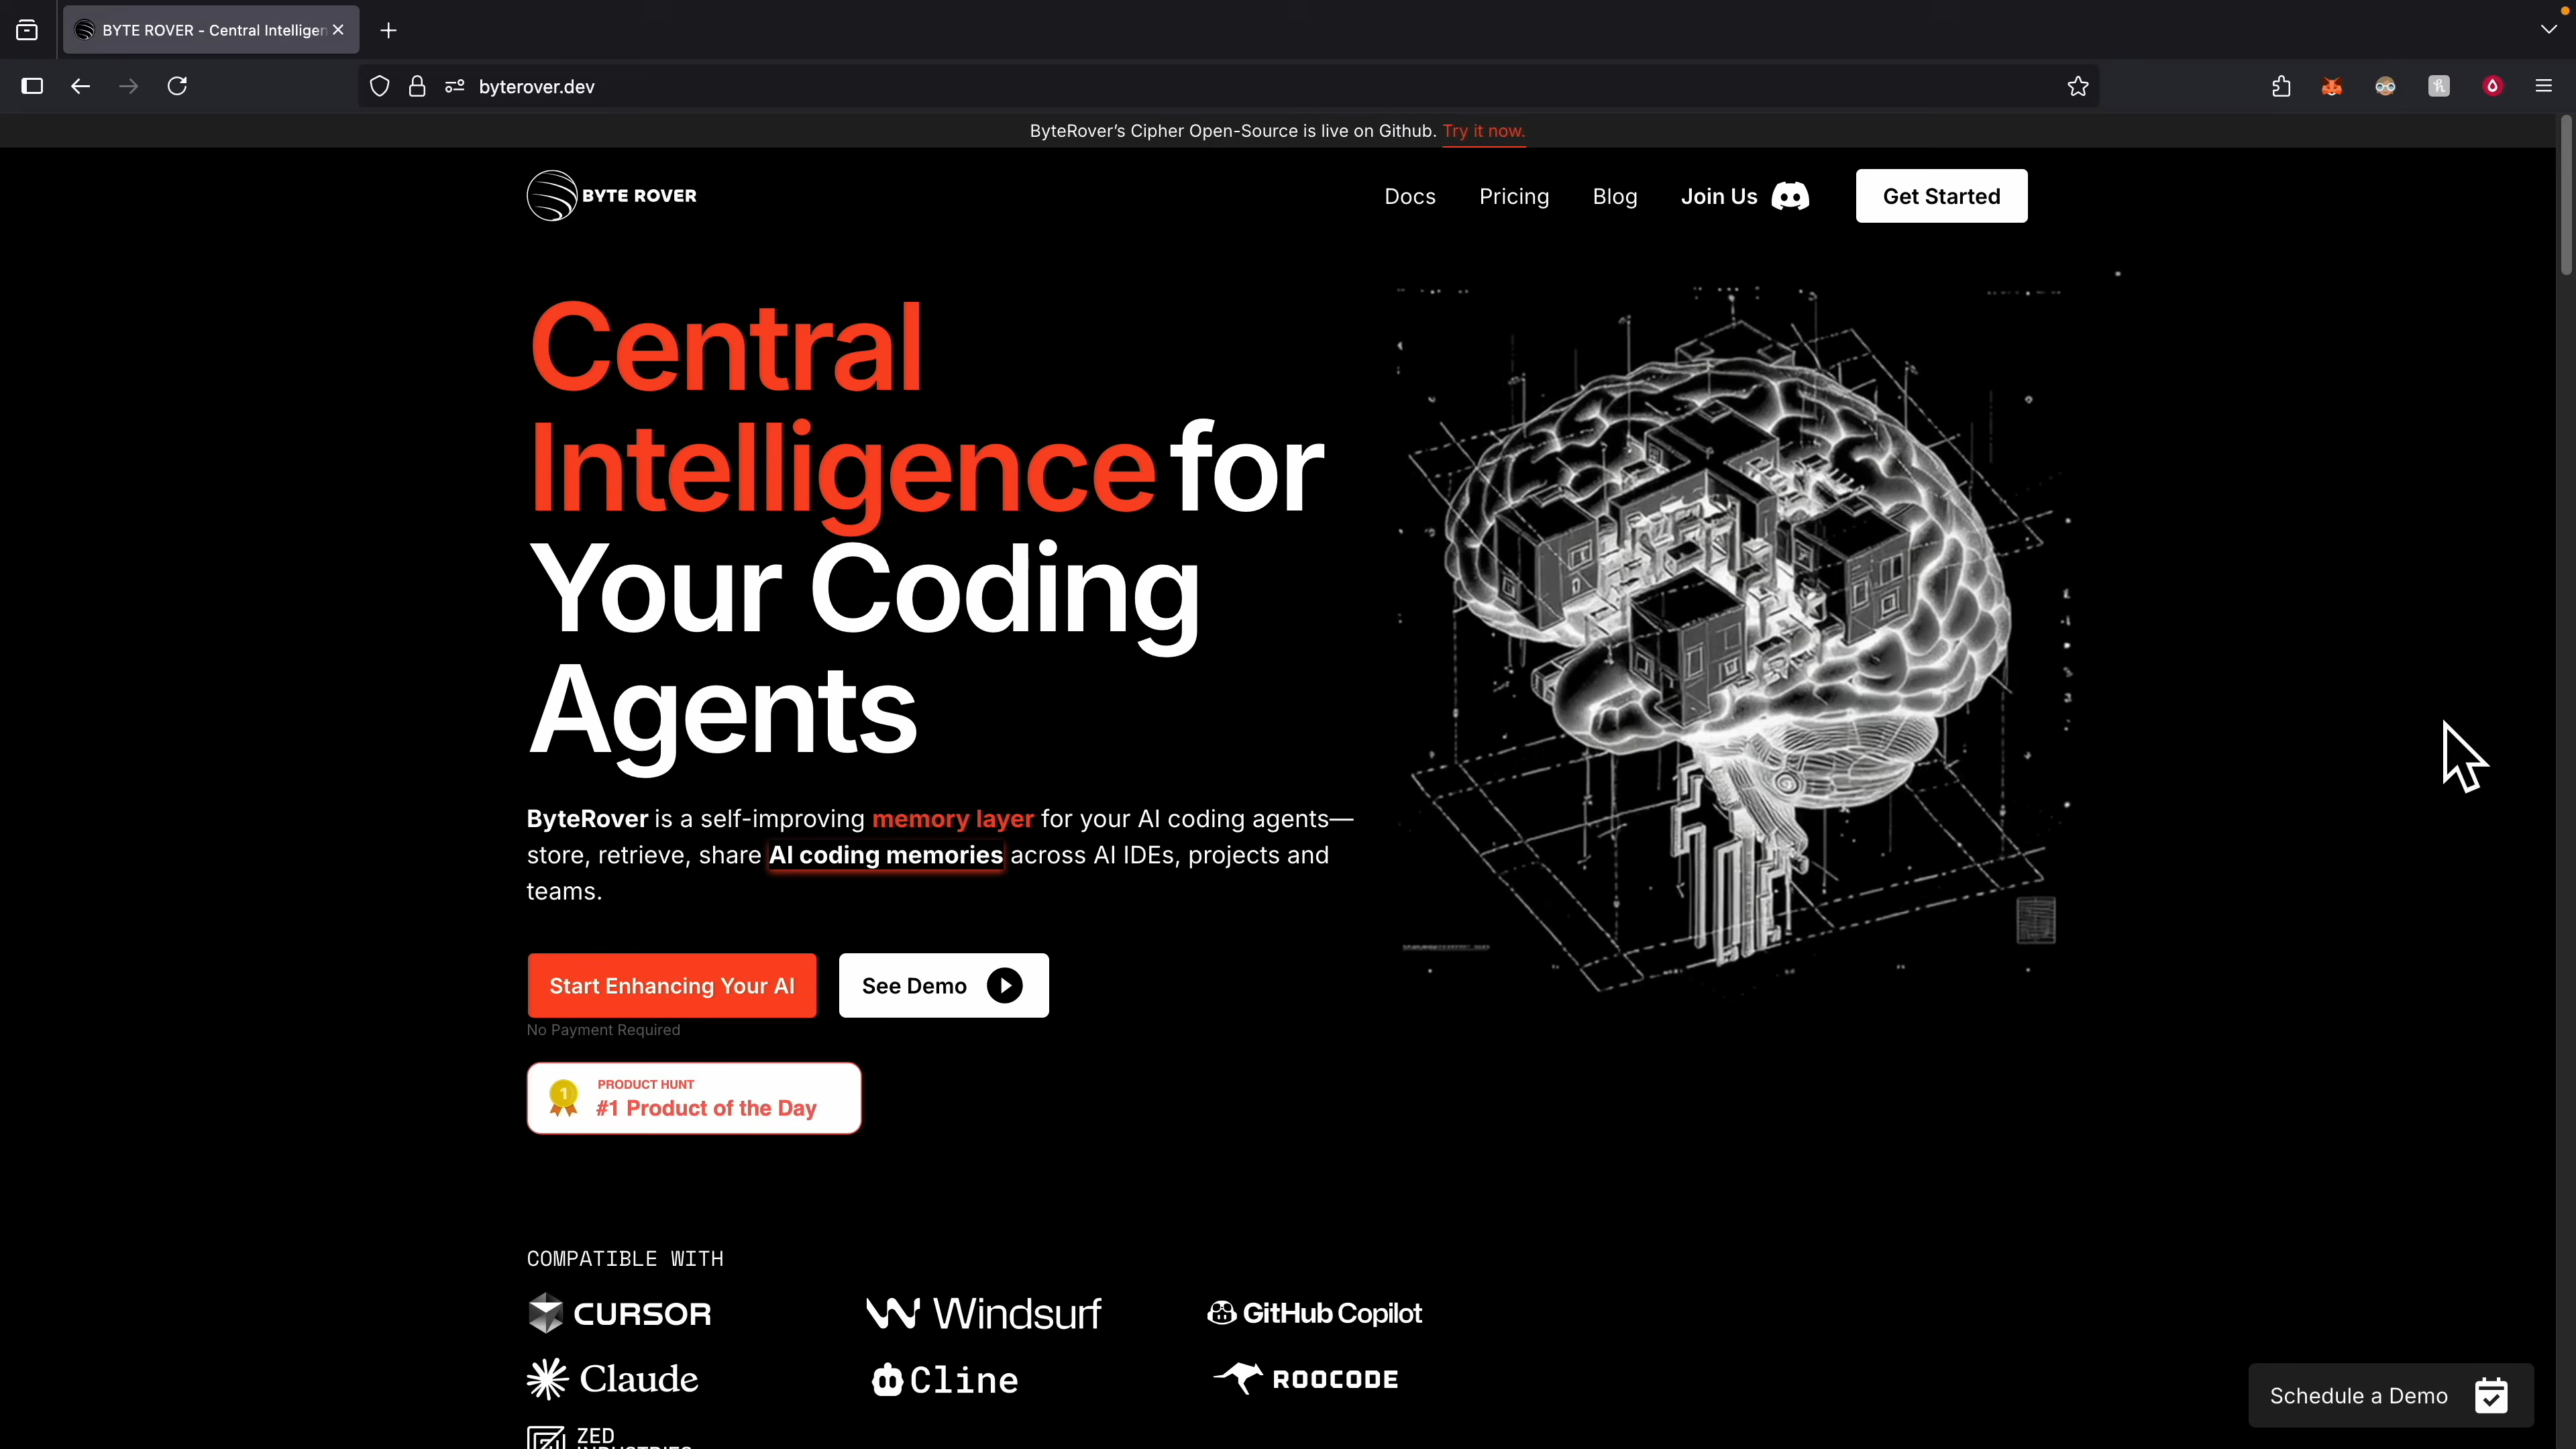 BYTE ROVER - Central Intelligen
byterover.dev
ByteRover’s Cipher Open-Source is live on Github. Try it now.
BYTE ROVER
Docs
Pricing
Blog
Join Us
Get Started
Central
Intelligence for
Your Coding
Agents
ByteRover is a self-improving memory layer for your AI coding agents—
store, retrieve, share AI coding memories across AI IDEs, projects and
teams.
Start Enhancing Your AI
See Demo
No Payment Required
1
PRODUCT HUNT
#1 Product of the Day
COMPATIBLE WITH
CURSOR
Windsurf
GitHub Copilot
Claude
Cline
ROOCODE
ZED
Schedule a Demo